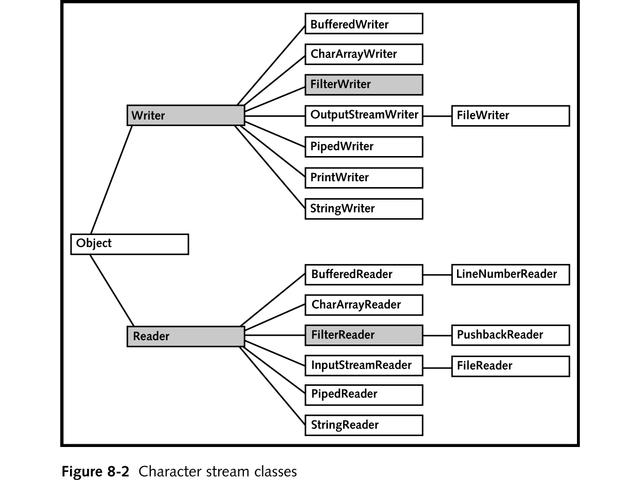 BufferedWriter
CharArrayWriter
FilterWriter
Writer
OutputStreamWriter
FileWriter
PipedWriter
PrintWriter
StringWriter
Object
BufferedReader
LineNumberReader
CharArrayReader
Reader
FilterReader
PushbackReader
InputStreamReader
FileReader
PipedReader
StringReader
Figure 8-2 Character stream classes